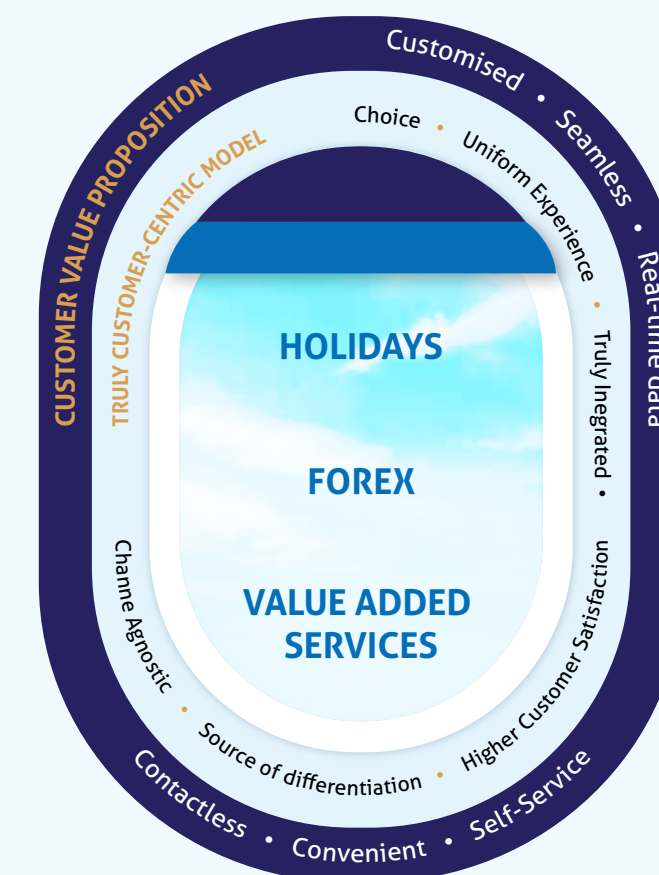 CUSTOMER VALUE PROPOSITION
Customised • Seamless • Real-time data
Self-Service • Convenient • Contactless
TRULY CUSTOMER-CENTRIC MODEL
Choice • Uniform Experience • Truly Inegrated •
Higher Customer Satisfaction • Source of differentiation • Channe Agnostic
HOLIDAYS
FOREX
VALUE ADDED
SERVICES